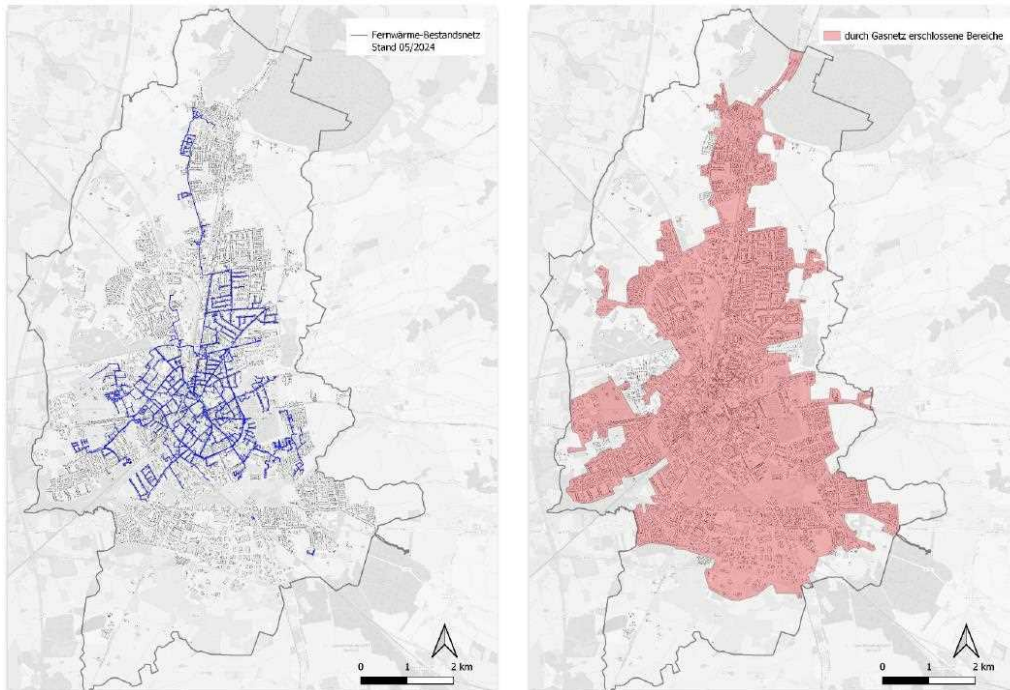 Fernwärme-Bestandsnetz
Stand 05/2024
durch Gasnetz erschlossene Bereiche
0 1 2 km
0 1 2 km